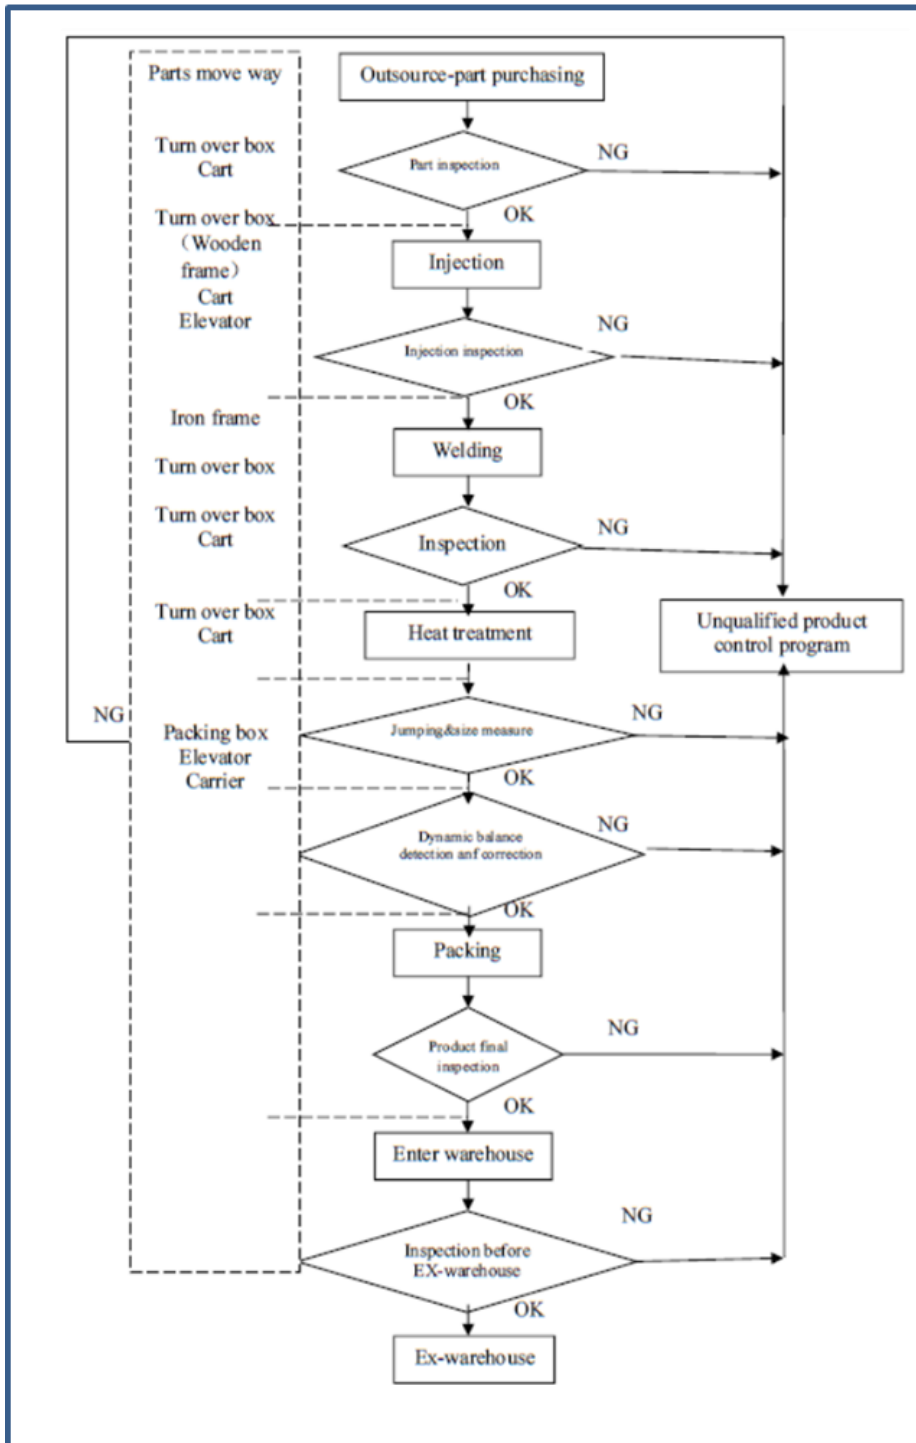 Parts move way
Outsource-part purchasing
Turn over box
Cart
Part inspection
NG
OK
Turn over box
（Wooden
frame）
Cart
Elevator
Injection
Injection inspection
NG
OK
Iron frame
Welding
Turn over box
Turn over box
Cart
Inspection
NG
OK
Turn over box
Cart
Heat treatment
Unqualified product
control program
NG
Packing box
Elevator
Carrier
Jumping&size measure
NG
OK
Dynamic balance
detection anf correction
NG
OK
Packing
Product final
inspection
NG
OK
Enter warehouse
Inspection before
EX-warehouse
NG
OK
Ex-warehouse